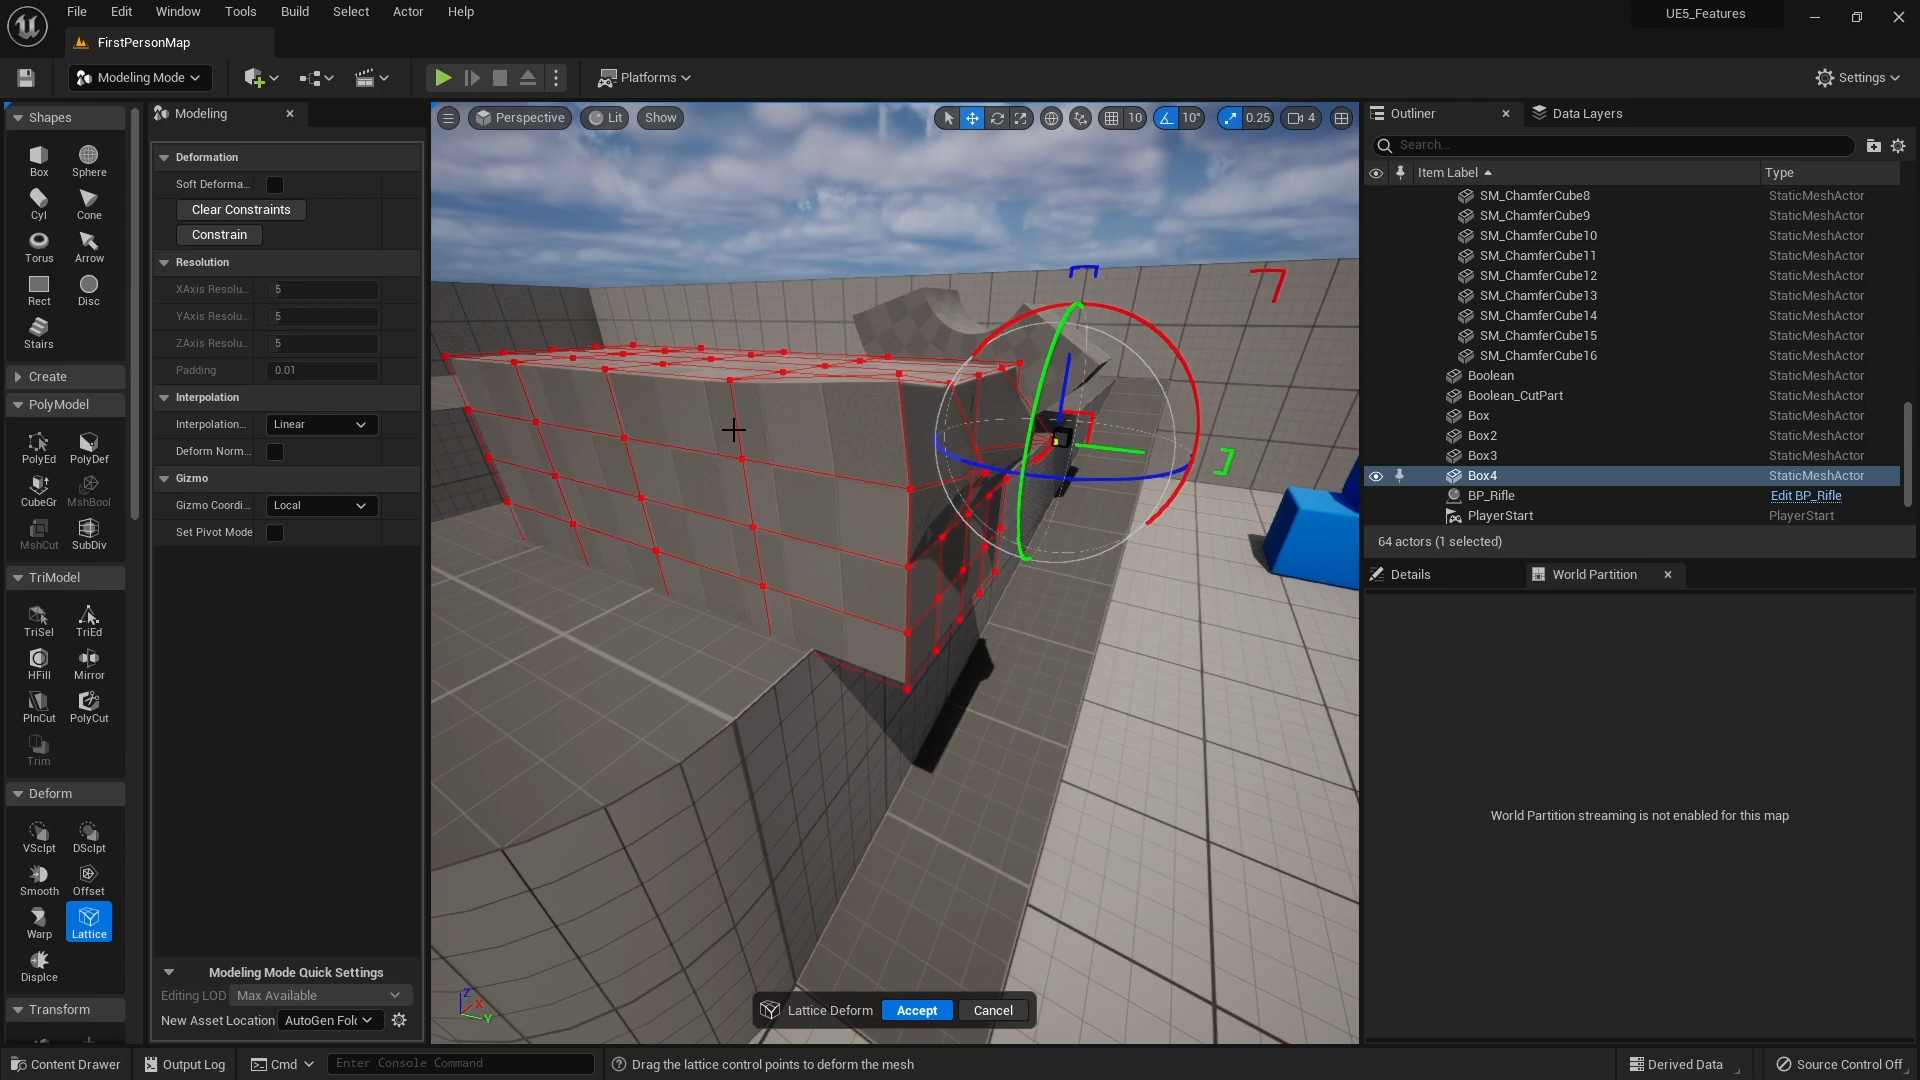 File Edit Window Tools Build Select Actor Help
UE5_Features
FirstPersonMap
Modeling Mode
Platforms
Settings
Shapes
Box Sphere
Cyl Cone
Torus Arrow
Rect Disc
Stairs
Create
PolyModel
PolyEd PolyDef
CubeGr MshBool
MshCut SubDiv
TriModel
TriSel TriEd
HFill Mirror
PlnCut PolyCut
Trim
Deform
VSclpt DSclpt
Smooth Offset
Warp Lattice
Displce
Transform
Modeling
Deformation
Soft Deforma...
Clear Constraints
Constrain
Resolution
XAxis Resolu... 5
YAxis Resolu... 5
ZAxis Resolu... 5
Padding 0.01
Interpolation
Interpolation... Linear
Deform Norm...
Gizmo
Gizmo Coordi... Local
Set Pivot Mode
Modeling Mode Quick Settings
Editing LOD Max Available
New Asset Location AutoGen Fol
Perspective Lit Show
10 10° 0.25 4
Z X Y
Lattice Deform Accept Cancel
Outliner Data Layers
Search...
Item Label Type
SM_ChamferCube8 StaticMeshActor
SM_ChamferCube9 StaticMeshActor
SM_ChamferCube10 StaticMeshActor
SM_ChamferCube11 StaticMeshActor
SM_ChamferCube12 StaticMeshActor
SM_ChamferCube13 StaticMeshActor
SM_ChamferCube14 StaticMeshActor
SM_ChamferCube15 StaticMeshActor
SM_ChamferCube16 StaticMeshActor
Boolean StaticMeshActor
Boolean_CutPart StaticMeshActor
Box StaticMeshActor
Box2 StaticMeshActor
Box3 StaticMeshActor
Box4 StaticMeshActor
BP_Rifle Edit BP_Rifle
PlayerStart PlayerStart
64 actors (1 selected)
Details World Partition
World Partition streaming is not enabled for this map
Content Drawer Output Log Cmd Enter Console Command Drag the lattice control points to deform the mesh Derived Data Source Control Off